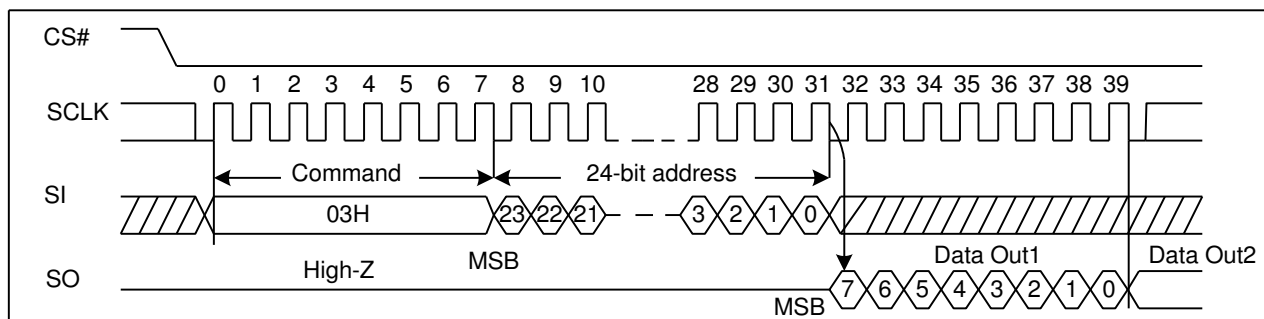 CS#
0 1 2 3 4 5 6 7 8 9 10 28 29 30 31 32 33 34 35 36 37 38 39
SCLK
Command 24-bit address
SI
03H 23 22 21 3 2 1 0
High-Z MSB Data Out1 Data Out2
SO
MSB 7 6 5 4 3 2 1 0